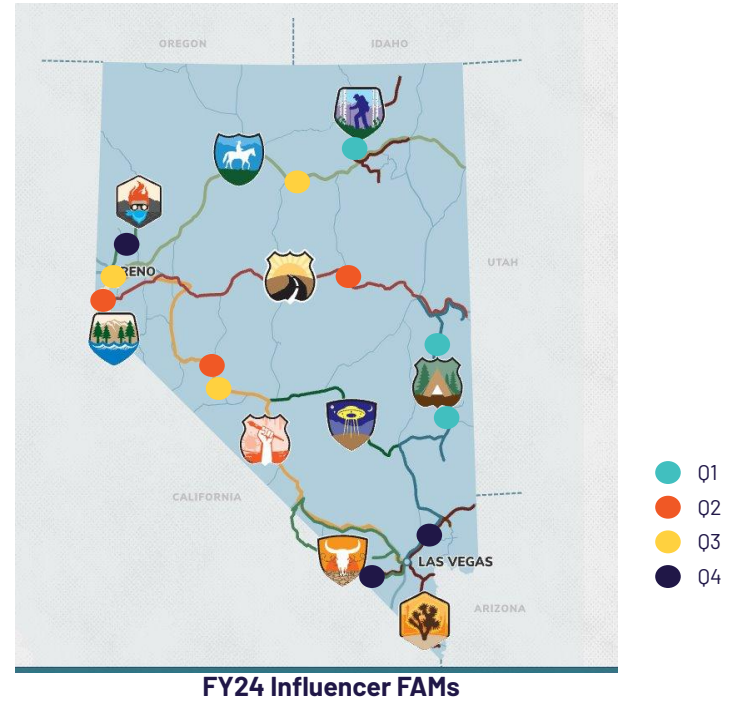 OREGON
IDAHO
RENO
UTAH
CALIFORNIA
LAS VEGAS
ARIZONA
Q1
Q2
Q3
Q4
FY24 Influencer FAMs